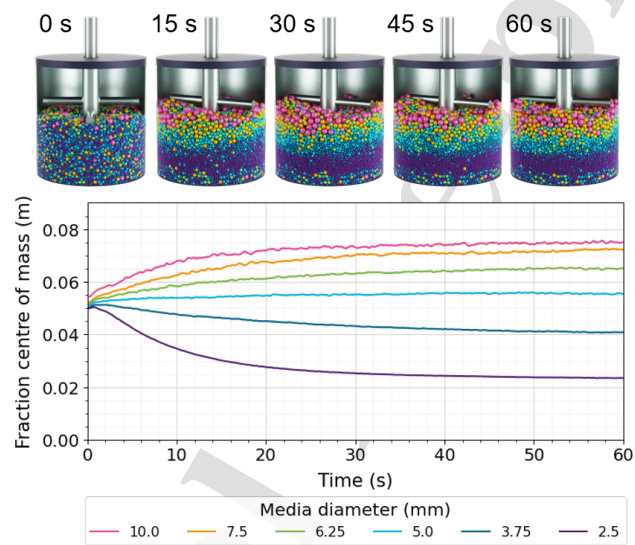 0 s 15 s 30 s 45 s 60 s
0.08
0.06
0.04
0.02
0.00
Fraction centre of mass (m)
0 10 20 30 40 50 60
Time (s)
Media diameter (mm)
10.0 7.5 6.25 5.0 3.75 2.5